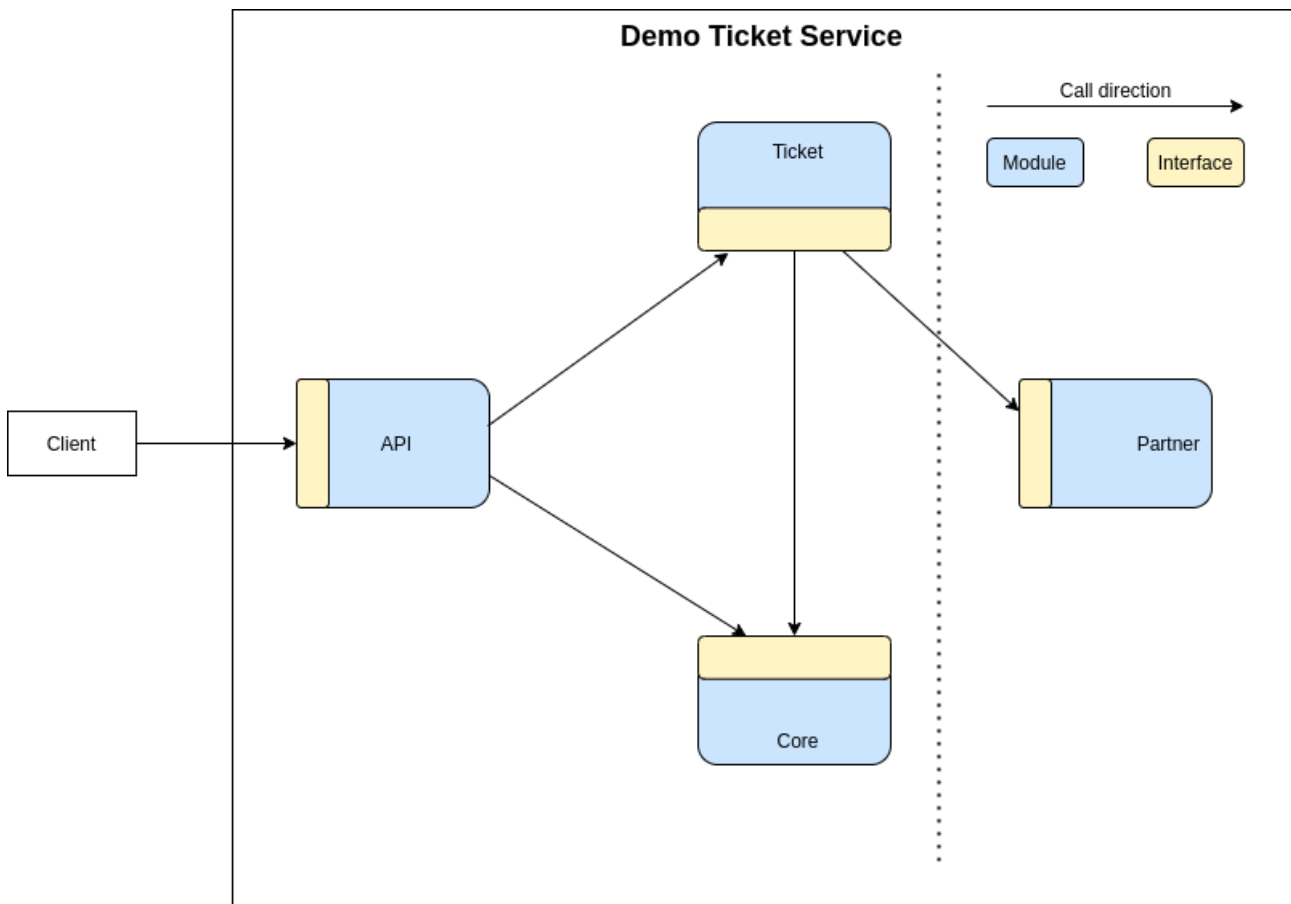 Demo Ticket Service
Call direction
Ticket
Module
Interface
Client
API
Partner
Core